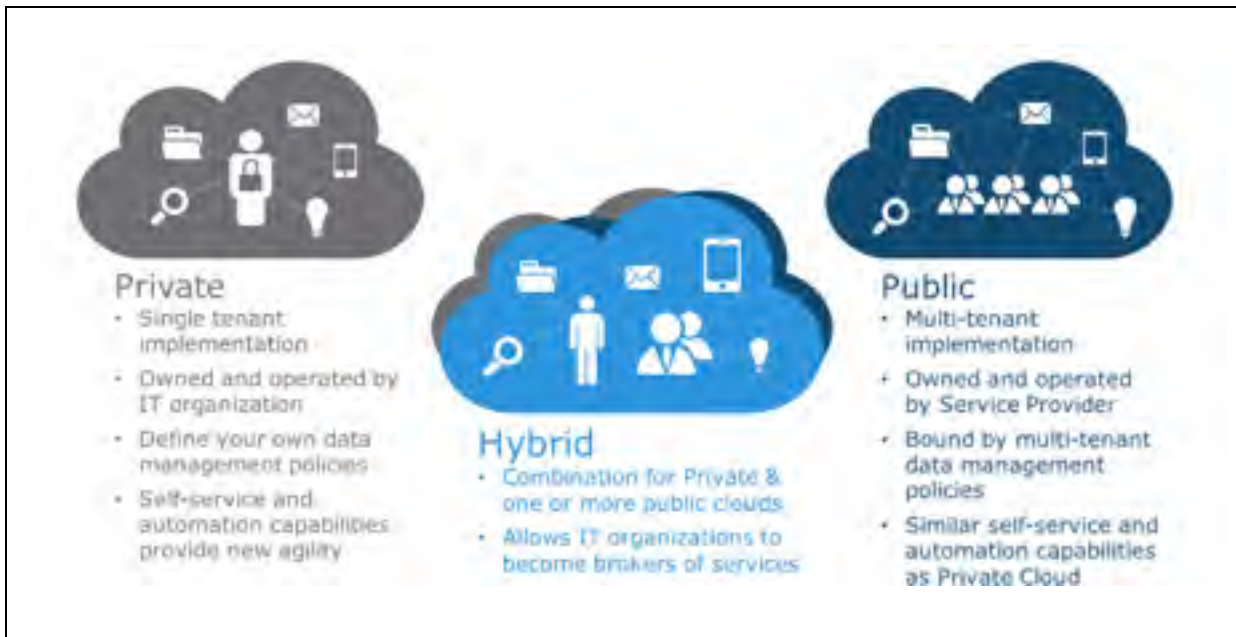 Private
• Single tenant
implementation
• Owned and operated by
IT organization
• Define your own data
management policies
• Self-service and
automation capabilities
provide new agility
Hybrid
• Combination for Private &
one or more public clouds
• Allows IT organizations to
become brokers of services
Public
• Multi-tenant
implementation
• Owned and operated
by Service Provider
• Bound by multi-tenant
data management
policies
• Similar self-service and
automation capabilities
as Private Cloud